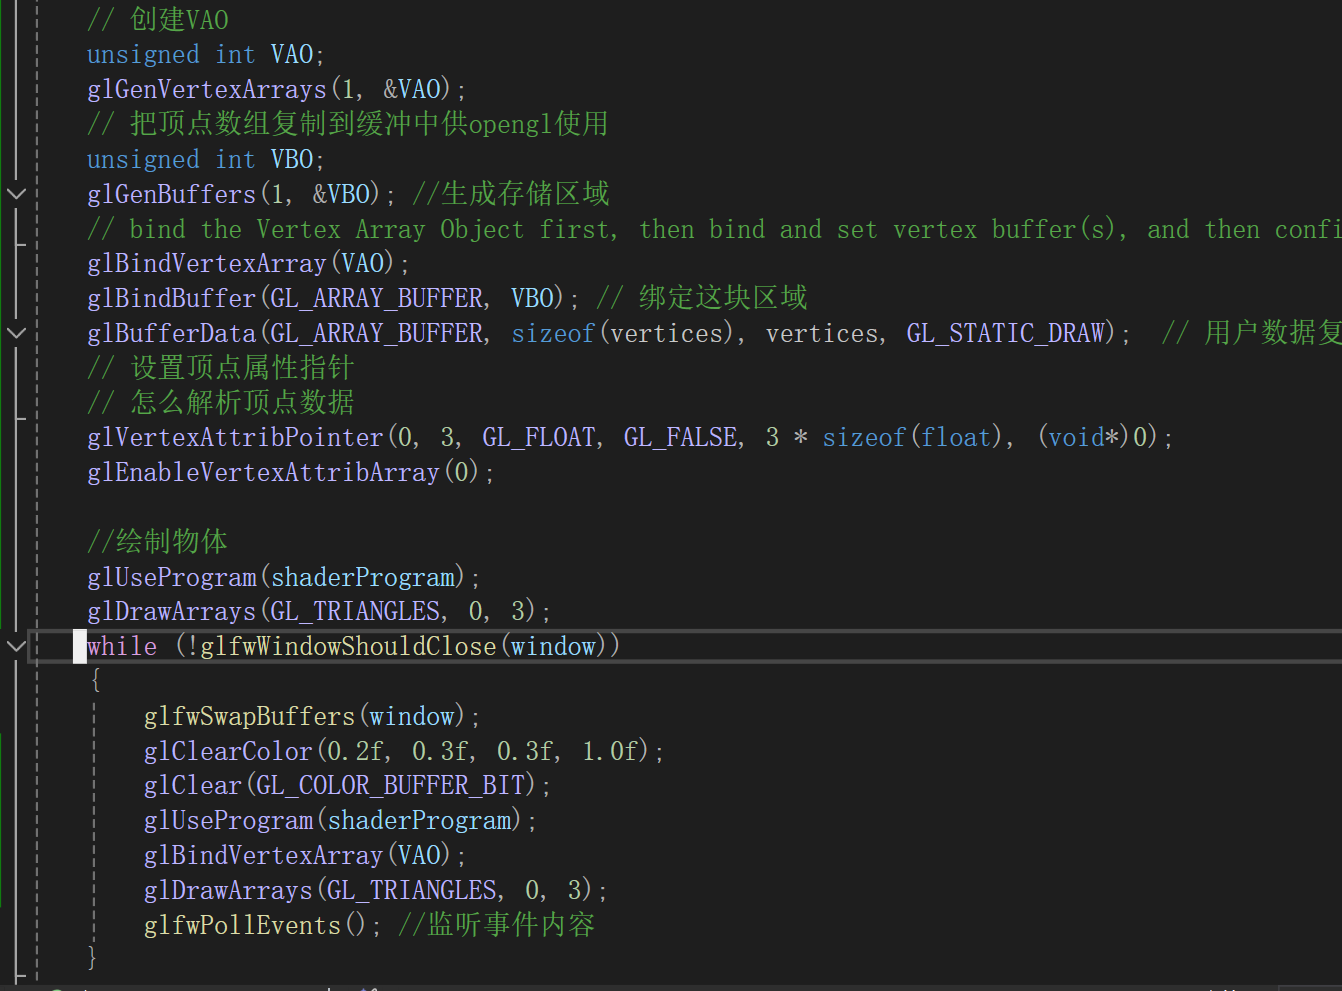 // 创建VAO
unsigned int VAO;
glGenVertexArrays(1, &VAO);
// 把顶点数组复制到缓冲中供opengl使用
unsigned int VBO;
glGenBuffers(1, &VBO); //生成存储区域
// bind the Vertex Array Object first, then bind and set vertex buffer(s), and then confi
glBindVertexArray(VAO);
glBindBuffer(GL_ARRAY_BUFFER, VBO); // 绑定这块区域
glBufferData(GL_ARRAY_BUFFER, sizeof(vertices), vertices, GL_STATIC_DRAW);  // 用户数据复
// 设置顶点属性指针
// 怎么解析顶点数据
glVertexAttribPointer(0, 3, GL_FLOAT, GL_FALSE, 3 * sizeof(float), (void*)0);
glEnableVertexAttribArray(0);
//绘制物体
glUseProgram(shaderProgram);
glDrawArrays(GL_TRIANGLES, 0, 3);
while (!glfwWindowShouldClose(window))
{
glfwSwapBuffers(window);
glClearColor(0.2f, 0.3f, 0.3f, 1.0f);
glClear(GL_COLOR_BUFFER_BIT);
glUseProgram(shaderProgram);
glBindVertexArray(VAO);
glDrawArrays(GL_TRIANGLES, 0, 3);
glfwPollEvents(); //监听事件内容
}